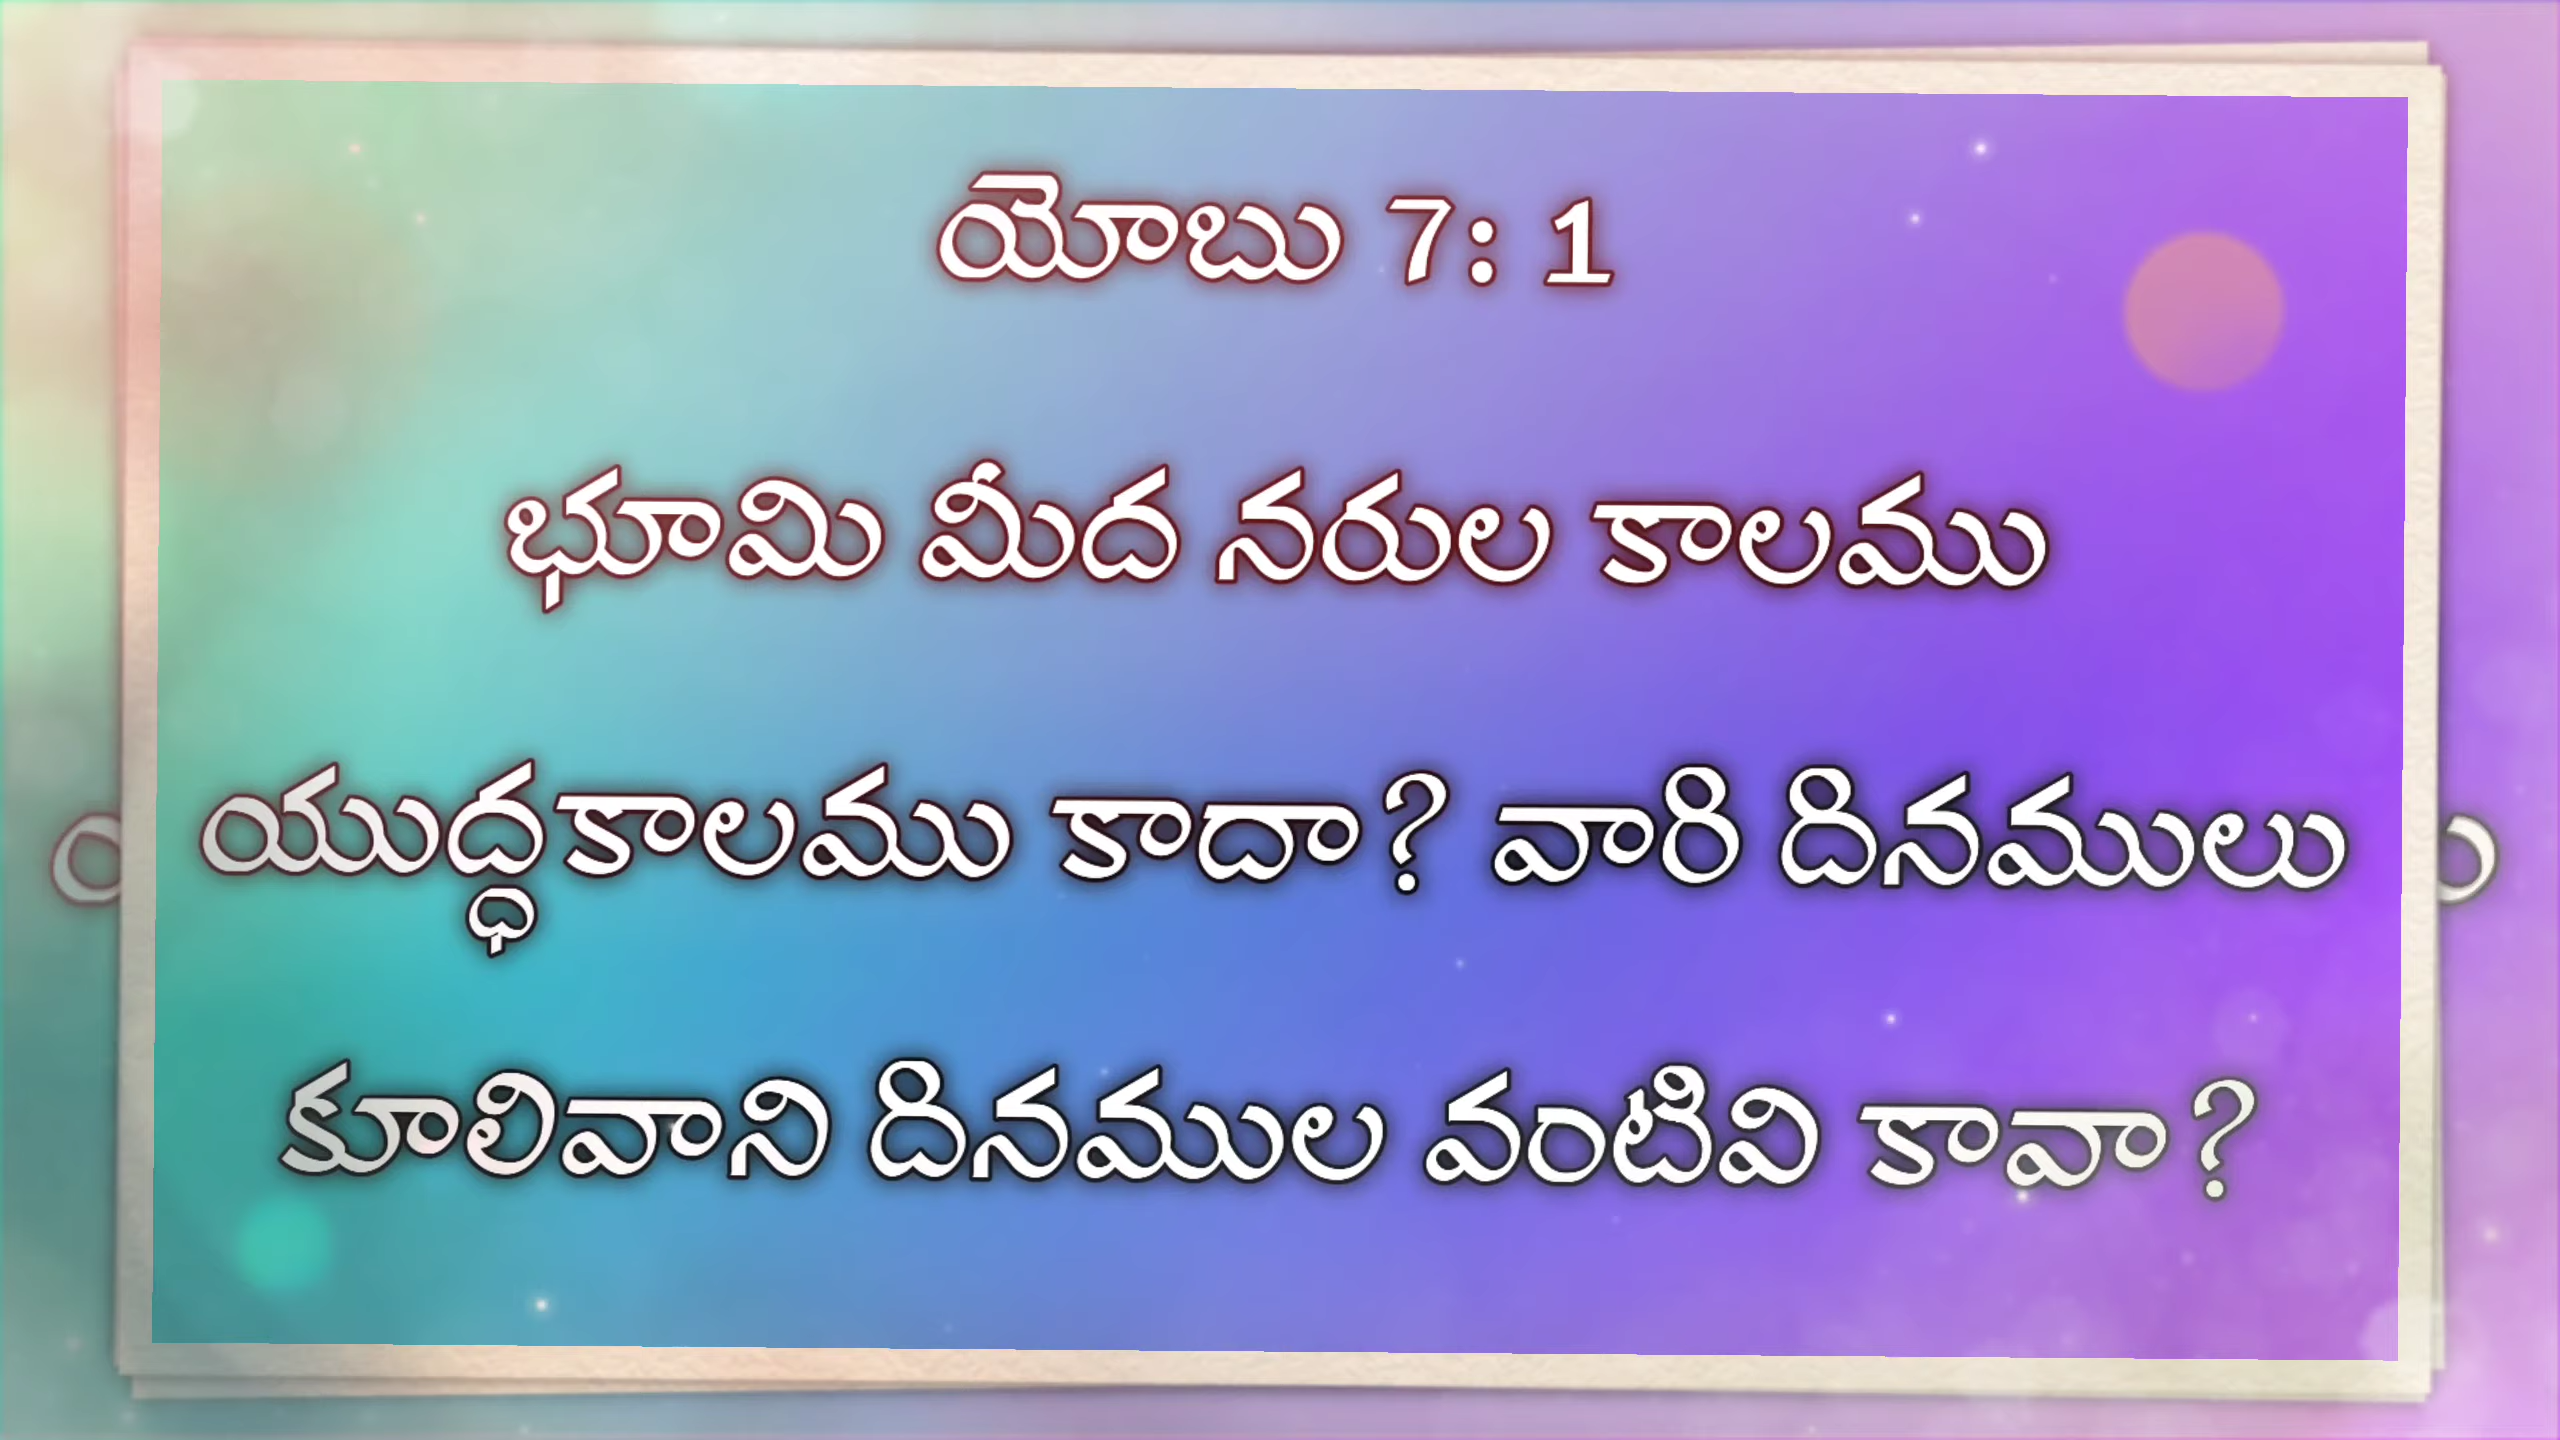 యోబు 7: 1
భూమి మీద నరుల కాలము
యుద్ధకాలము కాదా? వారి దినములు
కూలివాని దినముల వంటివి కావా?